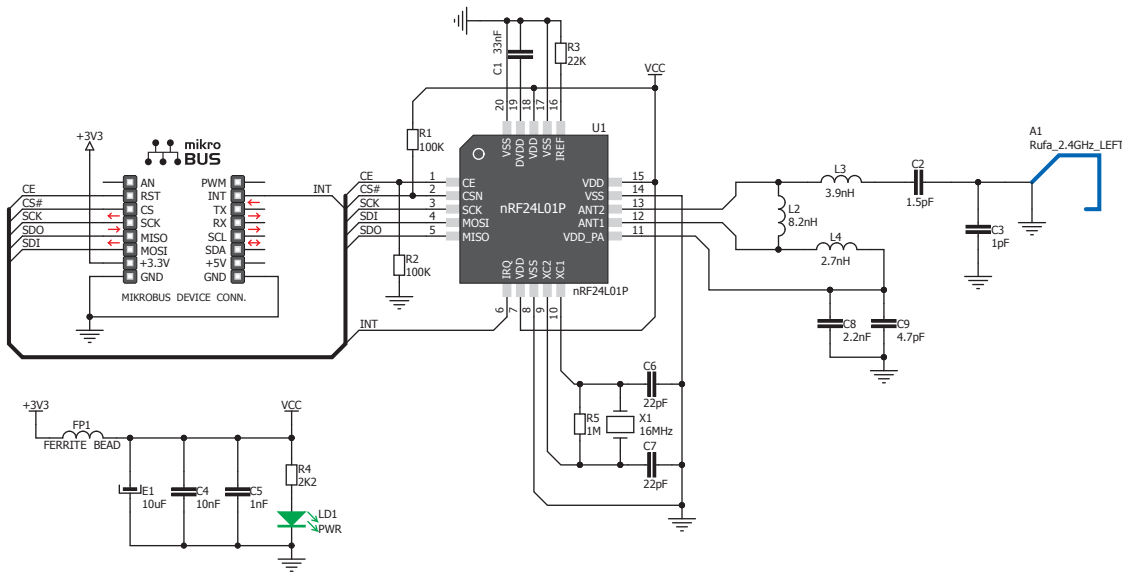 C1 33nF
R3
22K
VCC
20
19
18
17
16
U1
VSS
DVDD
VDD
VSS
IREF
A1
Rufa_2.4GHz_LEFT
+3V3
mikro
BUS
R1
100K
CE
CS#
SCK
SDO
SDI
AN
RST
CS
SCK
MISO
MOSI
+3.3V
GND
PWM
INT
TX
RX
SCL
SDA
+5V
GND
INT
MIKROBUS DEVICE CONN.
CE
CS#
SCK
SDI
SDO
1
2
3
4
5
CE
CSN
SCK
MOSI
MISO
nRF24L01P
VDD
VSS
ANT2
ANT1
VDD_PA
15
14
13
12
11
L3
3.9nH
C2
1.5pF
L2
8.2nH
L4
2.7nH
C3
1pF
R2
100K
IRQ
VDD
VSS
XC2
XC1
nRF24L01P
6
7
8
9
10
INT
C8
2.2nF
C9
4.7pF
C6
22pF
R5
1M
X1
16MHz
C7
22pF
+3V3
FP1
FERRITE BEAD
VCC
E1
10uF
C4
10nF
C5
1nF
R4
2K2
LD1
PWR